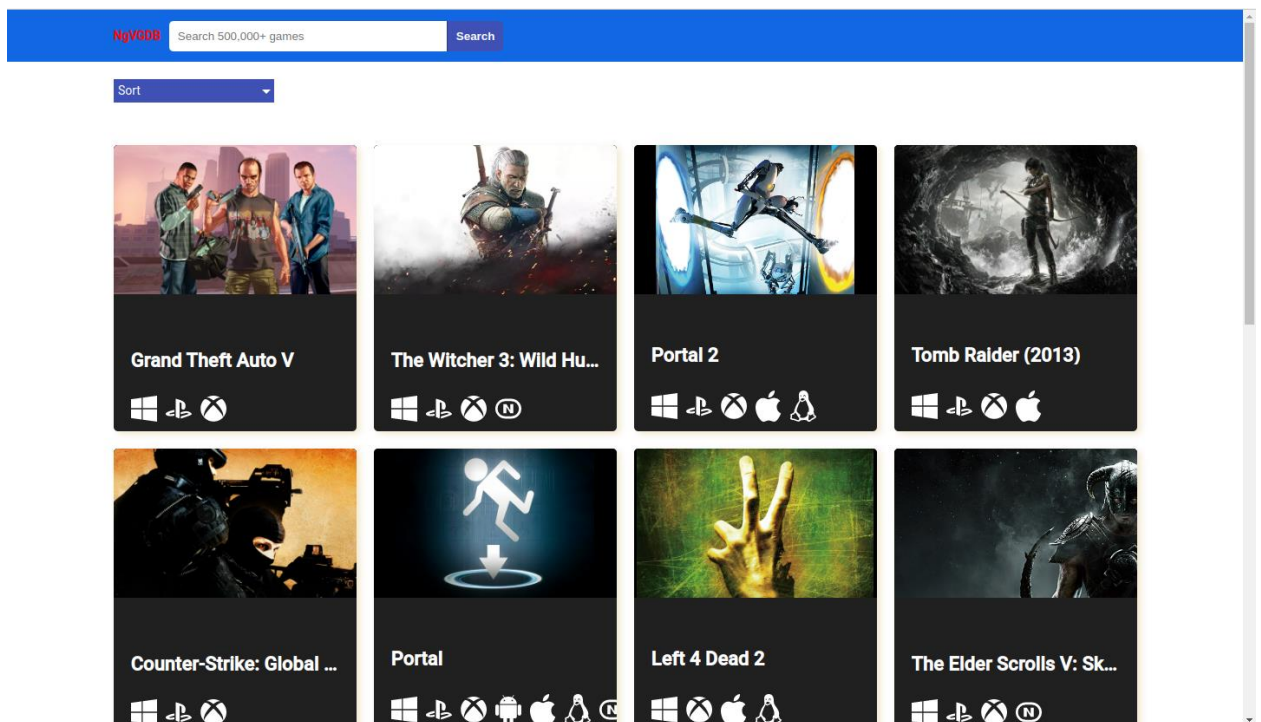 NgVGDB Search 500,000+ games Search
Sort
Grand Theft Auto V
The Witcher 3: Wild Hu...
Portal 2
Tomb Raider (2013)
Counter-Strike: Global ...
Portal
Left 4 Dead 2
The Elder Scrolls V: Sk...